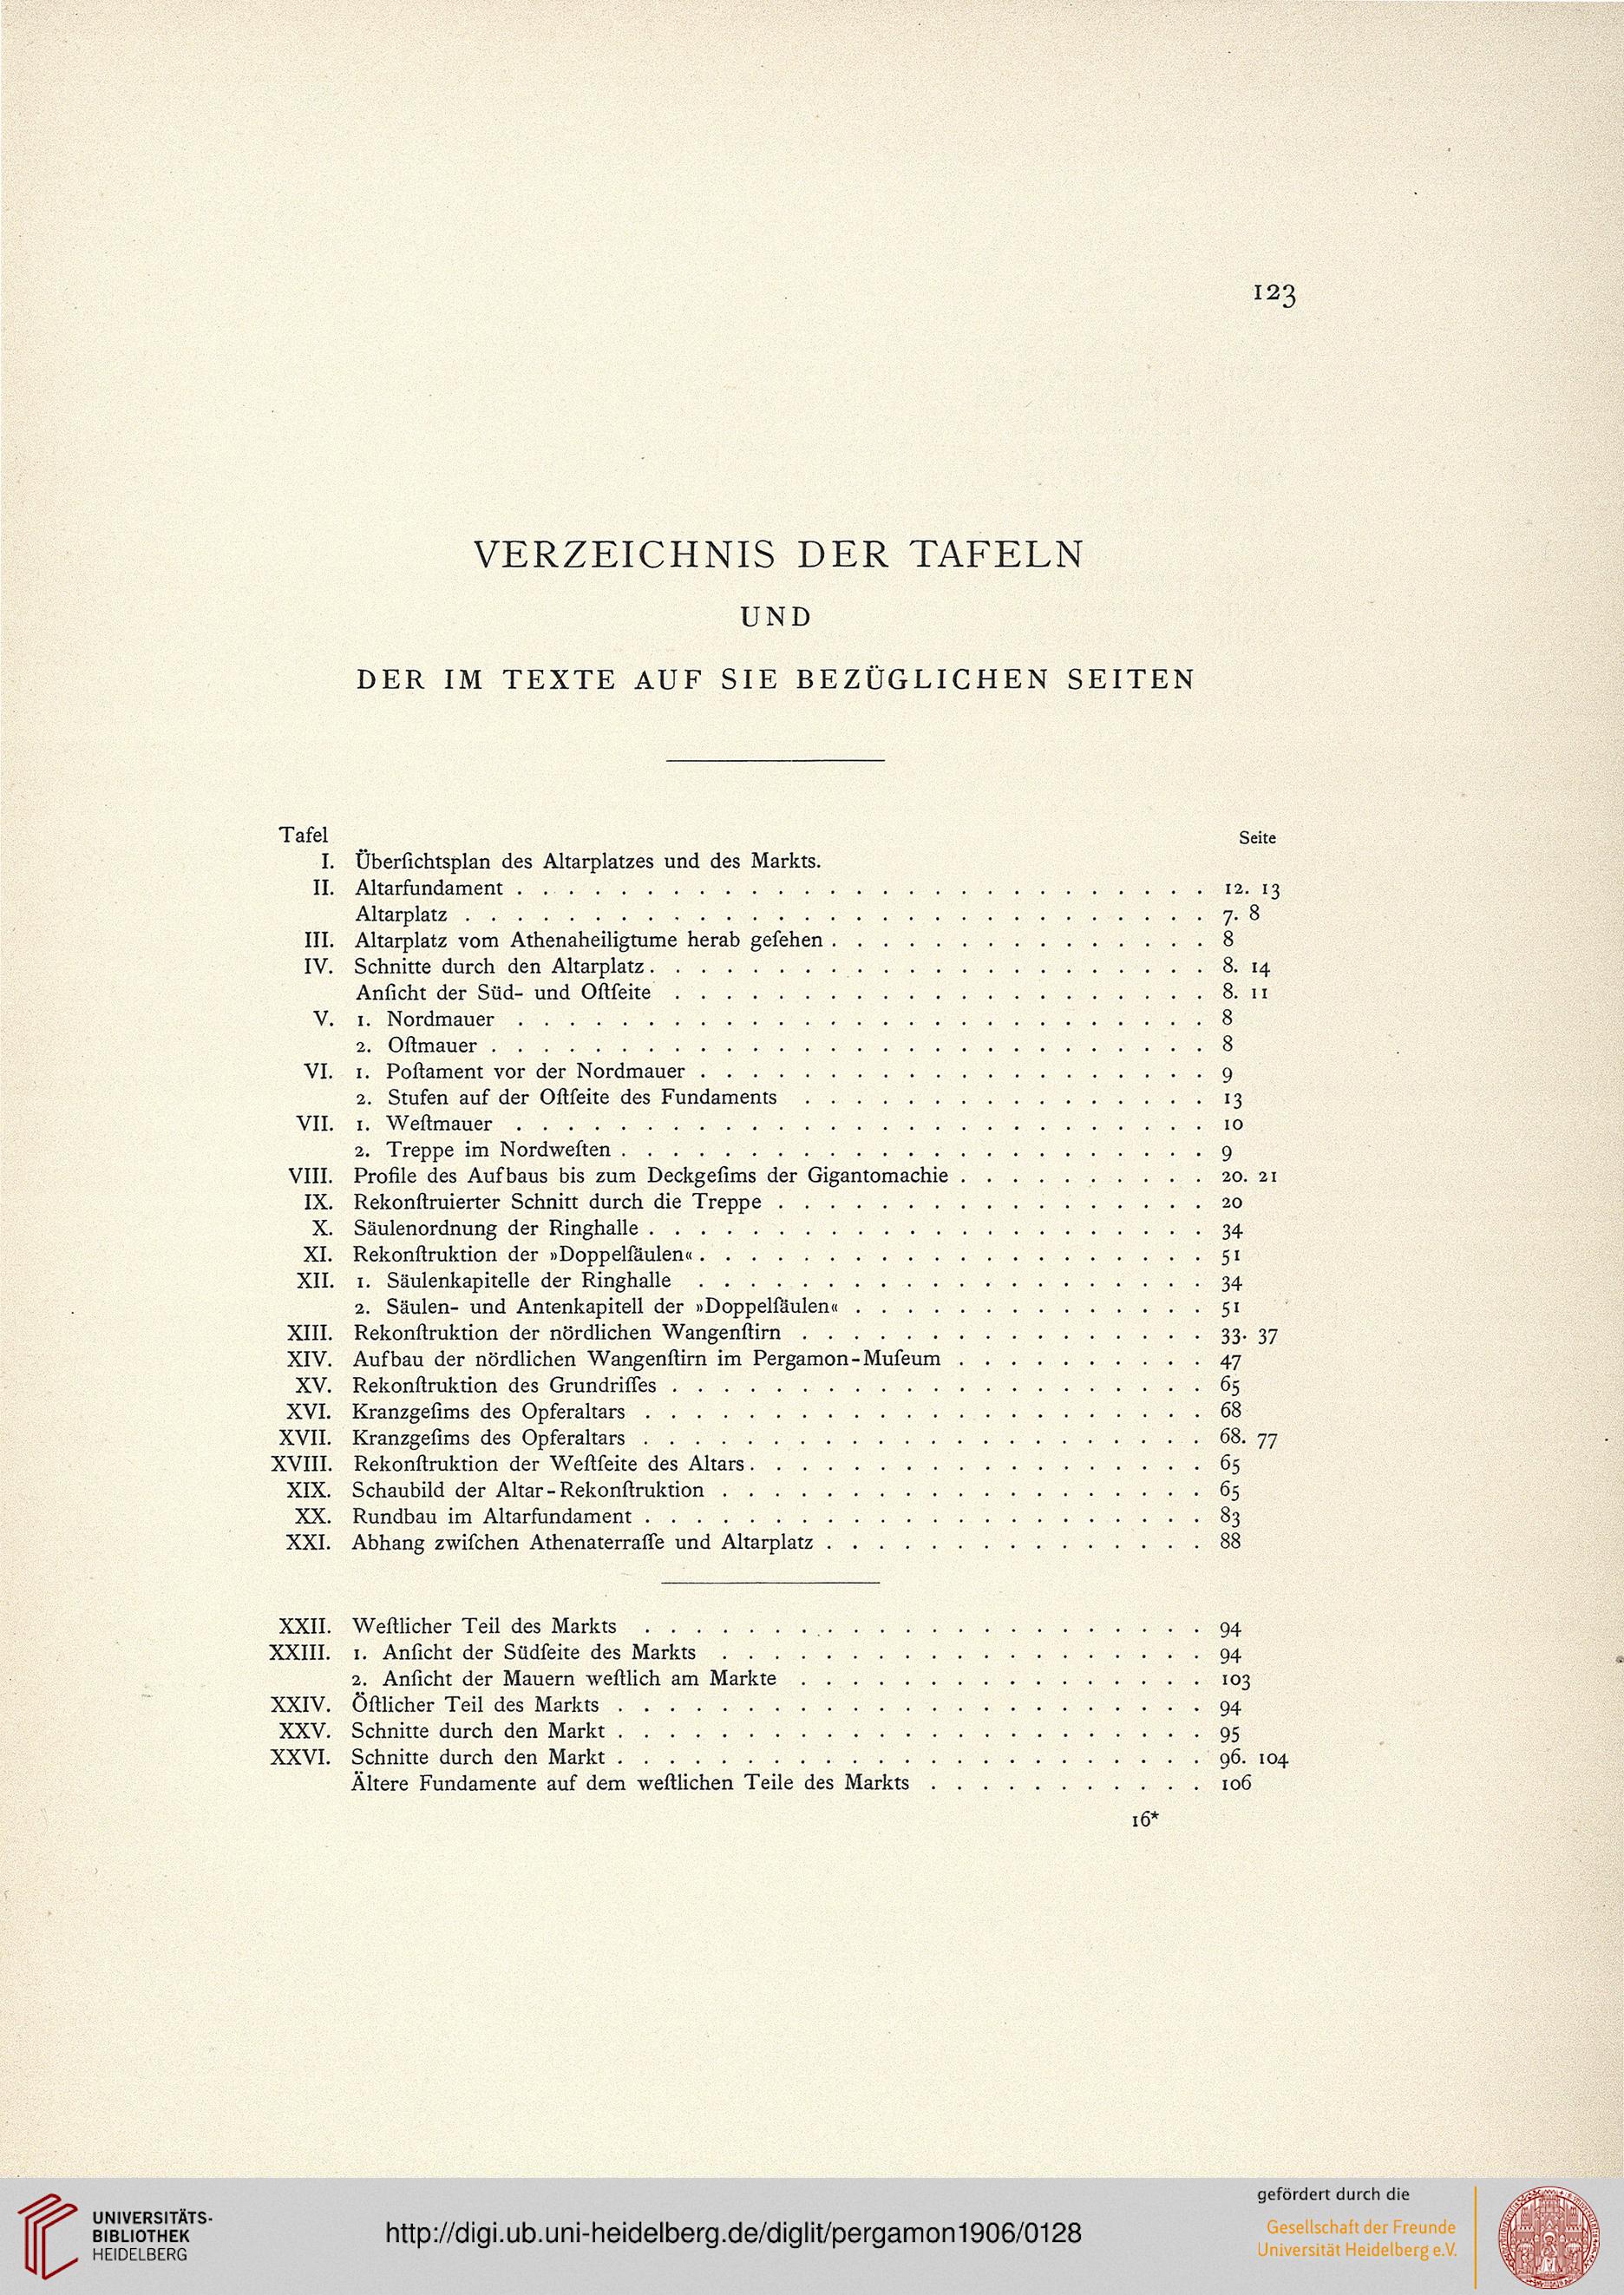 123
VERZEICHNIS DER TAFELN
UND
DER IM TEXTE AUF SIE BEZÜGLICHEN SEITEN
Tafel Seite
I. Überſichtsplan des Altarplatzes und des Markts.
II. Altarfundament . . . . . . . . . . 12. 13
Altarplatz . . . . . . . . . . 7. 8
III. Altarplatz vom Athenaheiligtume herab geſehen . . . . . . . . . . 8
IV. Schnitte durch den Altarplatz . . . . . . . . . . 8. 14
Anſicht der Süd- und Oſtſeite . . . . . . . . . . 8. 11
V. 1. Nordmauer . . . . . . . . . . 8
2. Oſtmauer . . . . . . . . . . 8
VI. 1. Poſtament vor der Nordmauer . . . . . . . . . . 9
2. Stufen auf der Oſtſeite des Fundaments . . . . . . . . . . 13
VII. 1. Weſtmauer . . . . . . . . . . 10
2. Treppe im Nordweſten . . . . . . . . . . 9
VIII. Profile des Aufbaus bis zum Deckgeſims der Gigantomachie . . . . . . . . . . 20. 21
IX. Rekonſtruierter Schnitt durch die Treppe . . . . . . . . . . 20
X. Säulenordnung der Ringhalle . . . . . . . . . . 34
XI. Rekonſtruktion der »Doppelſäulen« . . . . . . . . . . 51
XII. 1. Säulenkapitelle der Ringhalle . . . . . . . . . . 34
2. Säulen- und Antenkapitell der »Doppelſäulen« . . . . . . . . . . 51
XIII. Rekonſtruktion der nördlichen Wangenſtirn . . . . . . . . . . 33. 37
XIV. Aufbau der nördlichen Wangenſtirn im Pergamon-Muſeum . . . . . . . . . . 47
XV. Rekonſtruktion des Grundriſſes . . . . . . . . . . 65
XVI. Kranzgeſims des Opferaltars . . . . . . . . . . 68
XVII. Kranzgeſims des Opferaltars . . . . . . . . . . 68. 77
XVIII. Rekonſtruktion der Weſtſeite des Altars . . . . . . . . . . 65
XIX. Schaubild der Altar-Rekonſtruktion . . . . . . . . . . 65
XX. Rundbau im Altarfundament . . . . . . . . . . 83
XXI. Abhang zwiſchen Athenaterraſſe und Altarplatz . . . . . . . . . . 88
XXII. Weſtlicher Teil des Markts . . . . . . . . . . 94
XXIII. 1. Anſicht der Südſeite des Markts . . . . . . . . . . 94
2. Anſicht der Mauern weſtlich am Markte . . . . . . . . . . 103
XXIV. Öſtlicher Teil des Markts . . . . . . . . . . 94
XXV. Schnitte durch den Markt . . . . . . . . . . 95
XXVI. Schnitte durch den Markt . . . . . . . . . . 96. 104
Ältere Fundamente auf dem weſtlichen Teile des Markts . . . . . . . . . . 106
16*
UNIVERSITÄTS-
BIBLIOTHEK
HEIDELBERG
http://digi.ub.uni-heidelberg.de/diglit/pergamon1906/0128
gefördert durch die
Gesellschaft der Freunde
Universität Heidelberg e.V.